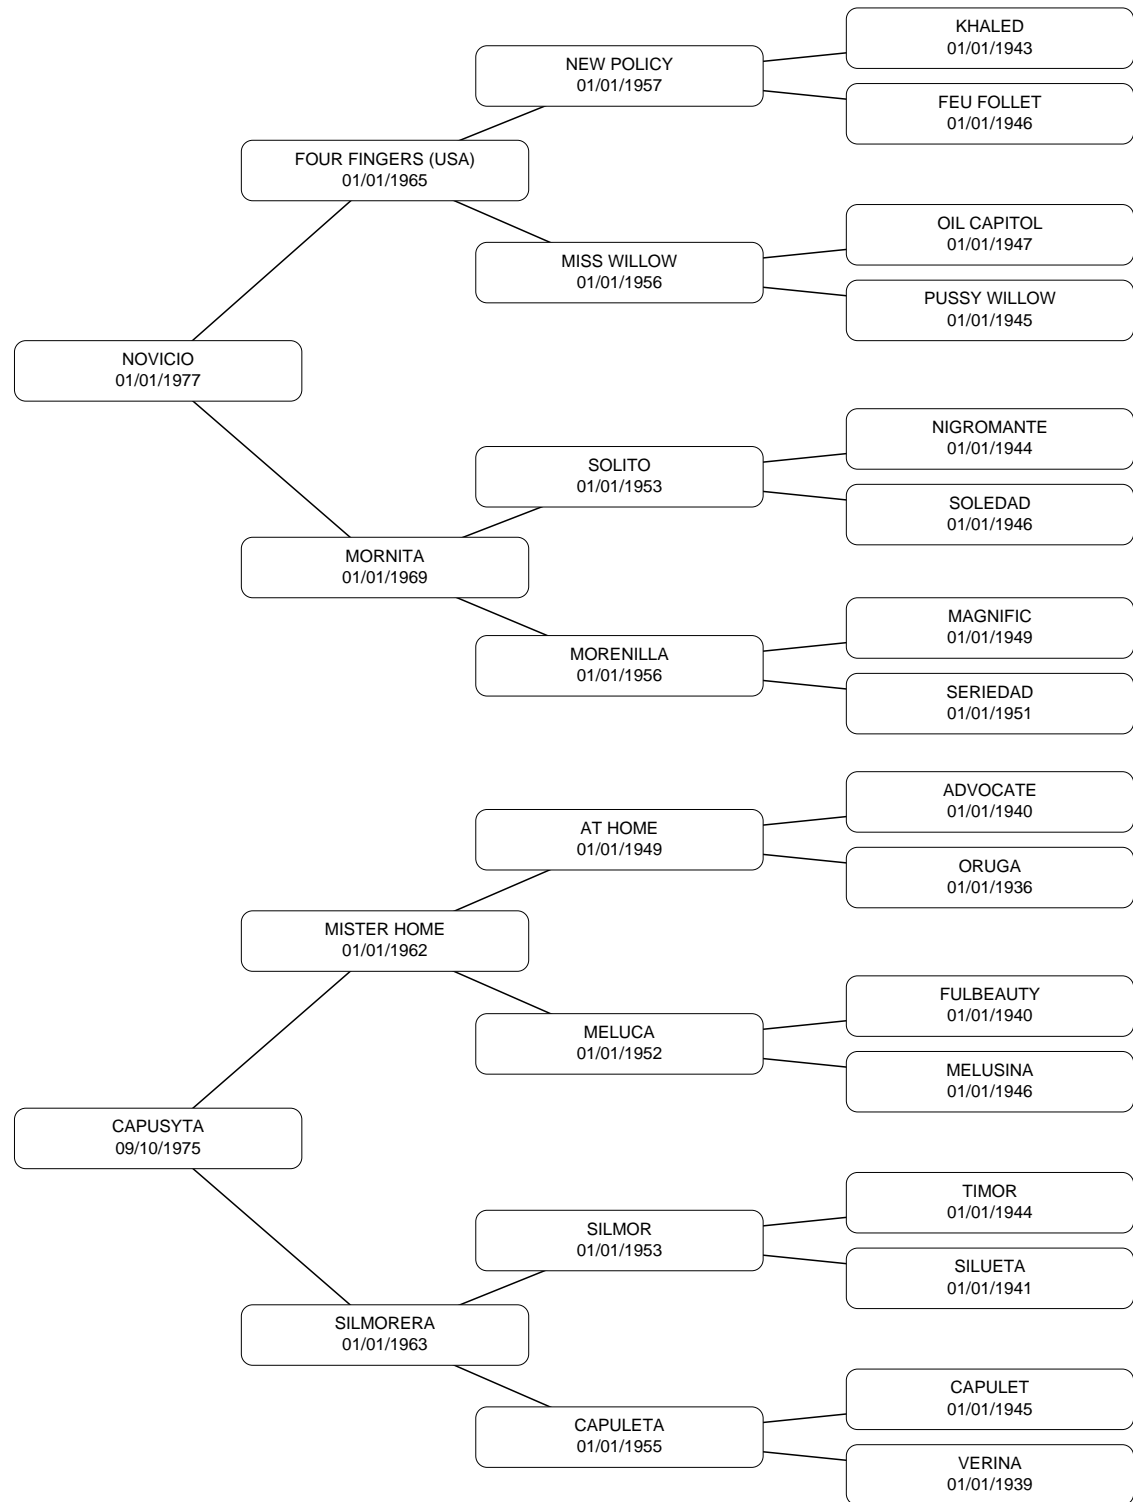 KHALED
01/01/1943
NEW POLICY
01/01/1957
FEU FOLLET
01/01/1946
FOUR FINGERS (USA)
01/01/1965
OIL CAPITOL
01/01/1947
MISS WILLOW
01/01/1956
PUSSY WILLOW
01/01/1945
NOVICIO
01/01/1977
NIGROMANTE
01/01/1944
SOLITO
01/01/1953
SOLEDAD
01/01/1946
MORNITA
01/01/1969
MAGNIFIC
01/01/1949
MORENILLA
01/01/1956
SERIEDAD
01/01/1951
ADVOCATE
01/01/1940
AT HOME
01/01/1949
ORUGA
01/01/1936
MISTER HOME
01/01/1962
FULBEAUTY
01/01/1940
MELUCA
01/01/1952
MELUSINA
01/01/1946
CAPUSYTA
09/10/1975
TIMOR
01/01/1944
SILMOR
01/01/1953
SILUETA
01/01/1941
SILMORERA
01/01/1963
CAPULET
01/01/1945
CAPULETA
01/01/1955
VERINA
01/01/1939